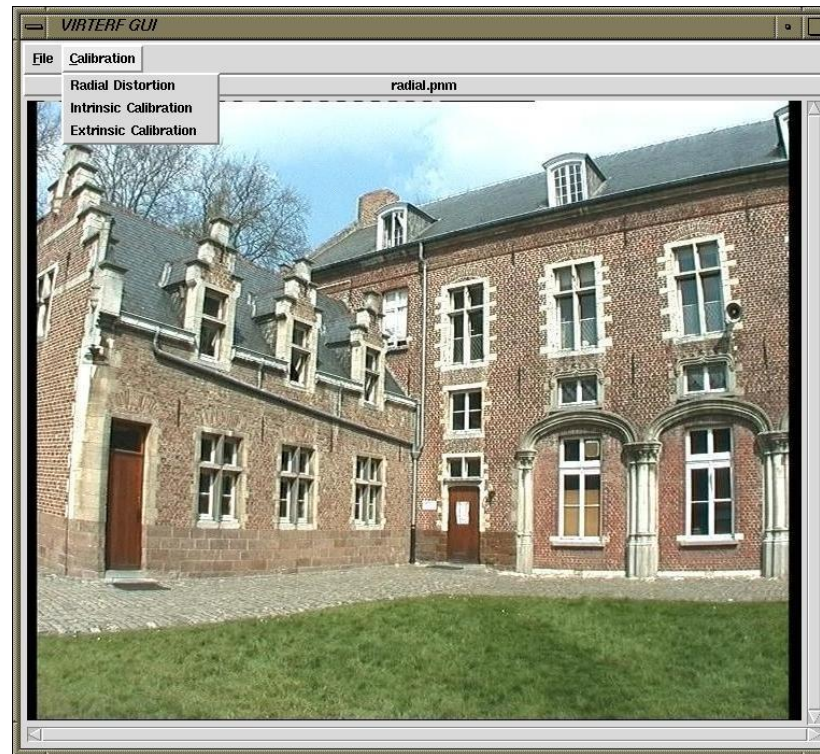 VIRTERF GUI
File Calibration
radial.pnm
Radial Distortion
Intrinsic Calibration
Extrinsic Calibration